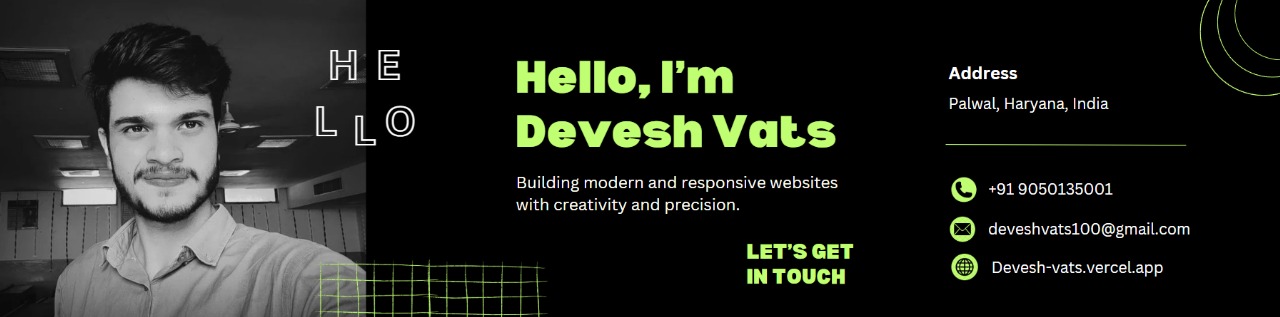 HE
LLO
Hello, I'm
Devesh Vats
Building modern and responsive websites
with creativity and precision.
LET'S GET
IN TOUCH
Address
Palwal, Haryana, India
+91 9050135001
deveshvats100@gmail.com
Devesh-vats.vercel.app